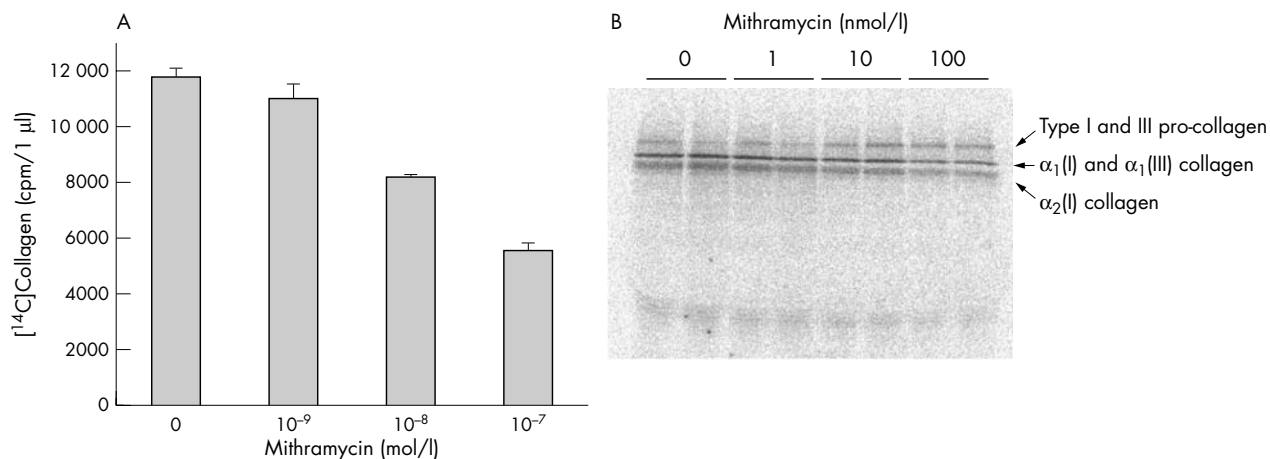 A
[¹⁴C]Collagen (cpm/1 µl)
12 000
10 000
8000
6000
4000
2000
0
0 10⁻⁹ 10⁻⁸ 10⁻⁷
Mithramycin (mol/l)
B
Mithramycin (nmol/l)
0 1 10 100
Type I and III pro-collagen
α₁(I) and α₁(III) collagen
α₂(I) collagen